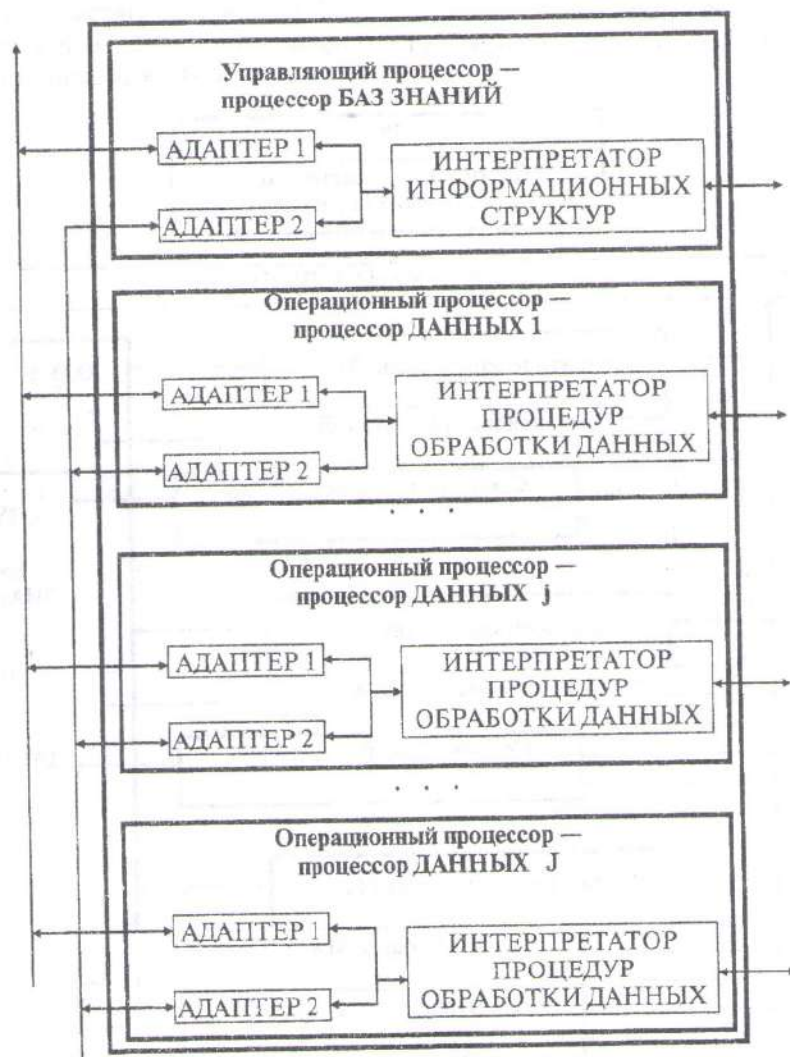 Управляющий процессор —
процессор БАЗ ЗНАНИЙ
АДАПТЕР 1
АДАПТЕР 2
ИНТЕРПРЕТАТОР
ИНФОРМАЦИОННЫХ
СТРУКТУР
Операционный процессор —
процессор ДАННЫХ 1
АДАПТЕР 1
АДАПТЕР 2
ИНТЕРПРЕТАТОР
ПРОЦЕДУР
ОБРАБОТКИ ДАННЫХ
. . .
Операционный процессор —
процессор ДАННЫХ j
АДАПТЕР 1
АДАПТЕР 2
ИНТЕРПРЕТАТОР
ПРОЦЕДУР
ОБРАБОТКИ ДАННЫХ
. . .
Операционный процессор —
процессор ДАННЫХ J
АДАПТЕР 1
АДАПТЕР 2
ИНТЕРПРЕТАТОР
ПРОЦЕДУР
ОБРАБОТКИ ДАННЫХ